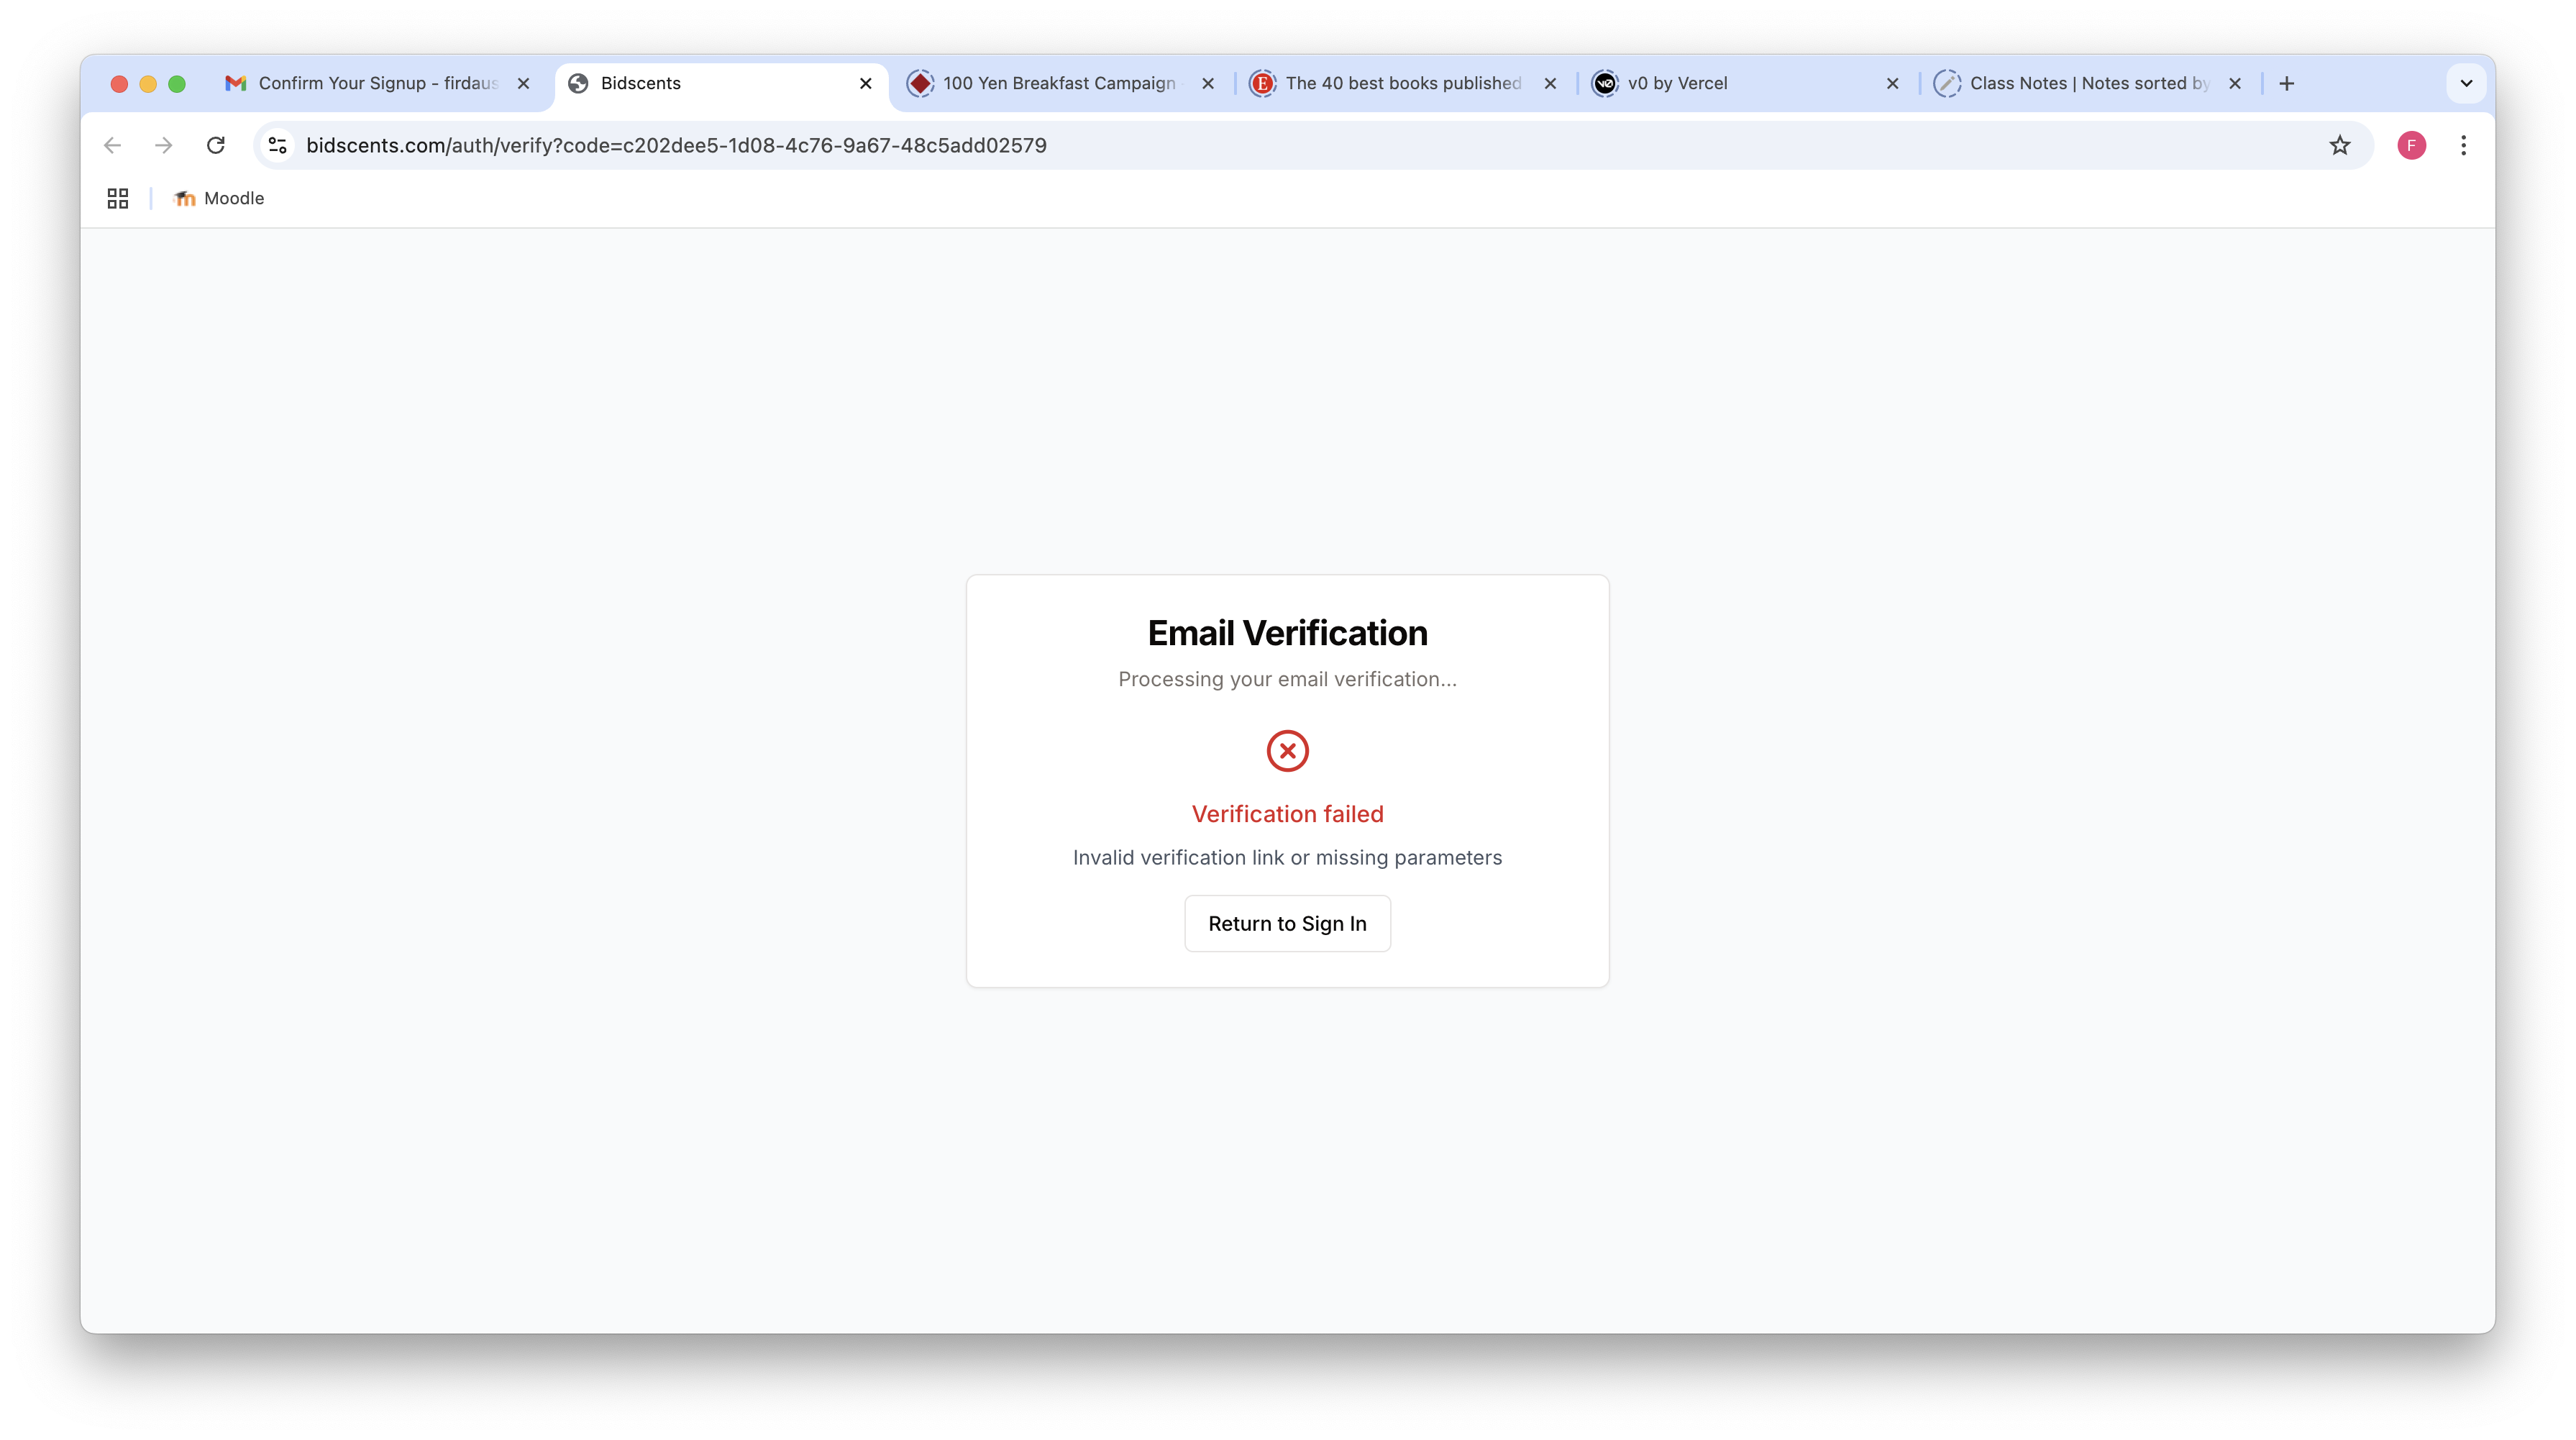 Confirm Your Signup - firdaus
Bidscents
100 Yen Breakfast Campaign
The 40 best books published
v0 by Vercel
Class Notes | Notes sorted by
bidscents.com/auth/verify?code=c202dee5-1d08-4c76-9a67-48c5add02579
F
Moodle
Email Verification
Processing your email verification...
Verification failed
Invalid verification link or missing parameters
Return to Sign In